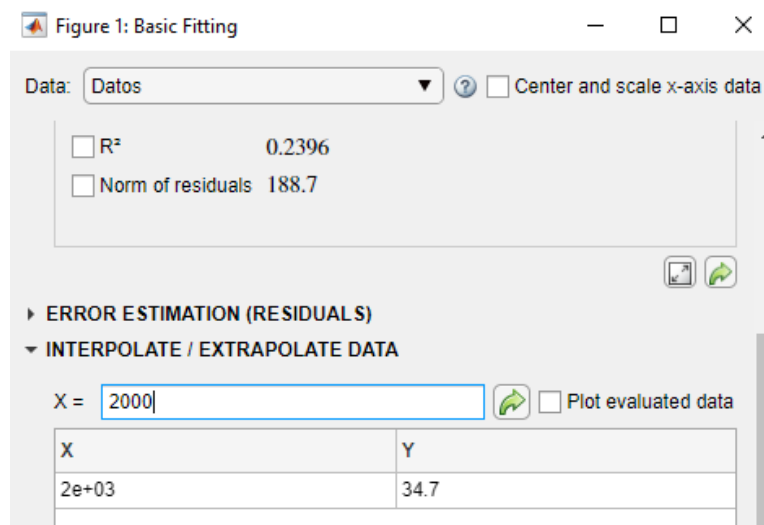 Figure 1: Basic Fitting
Data: Datos Center and scale x-axis data
R² 0.2396
Norm of residuals 188.7
ERROR ESTIMATION (RESIDUALS)
INTERPOLATE / EXTRAPOLATE DATA
X = 2000 Plot evaluated data
X Y
2e+03 34.7